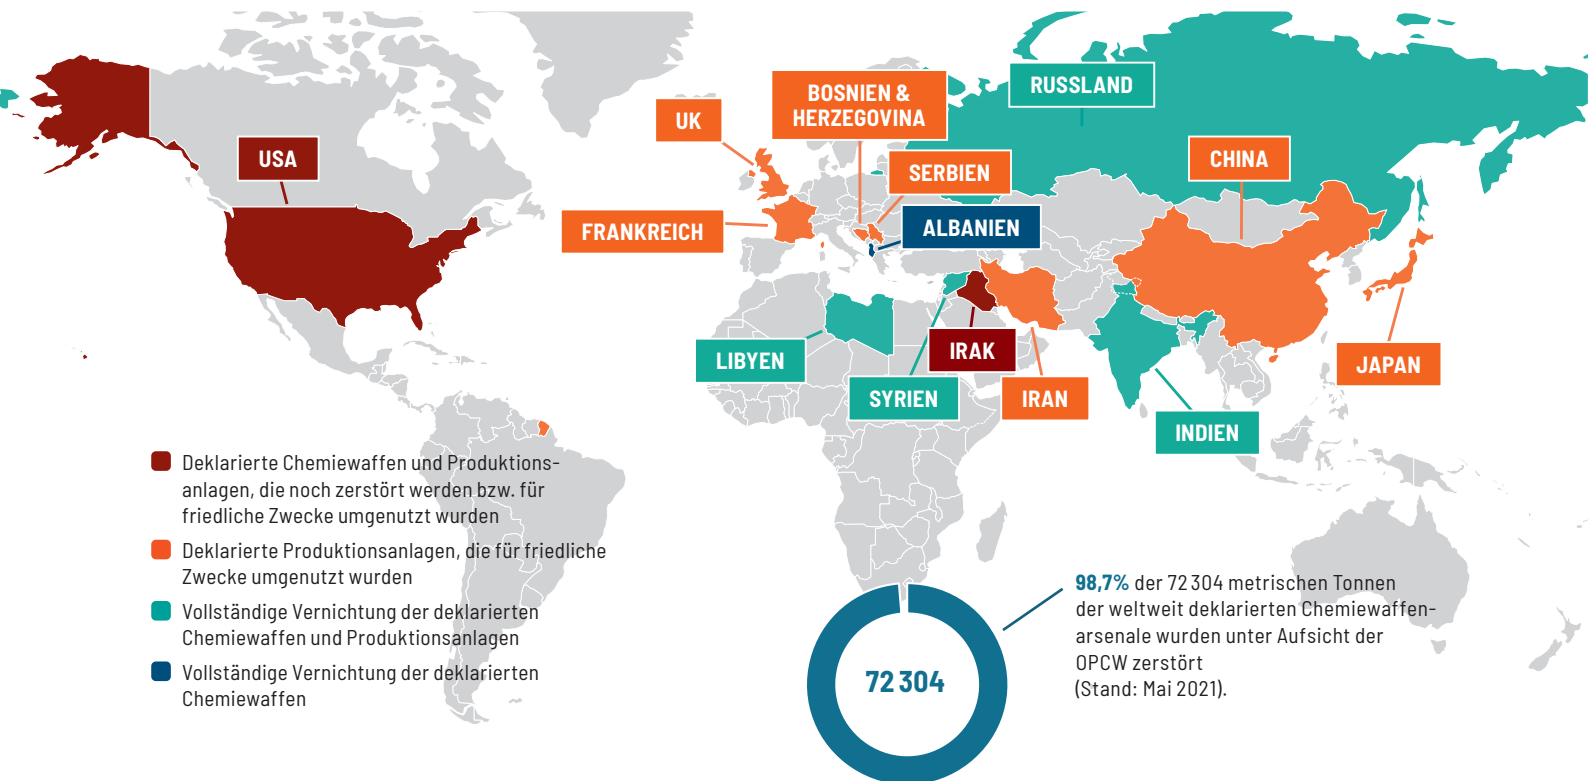 USA
UK
BOSNIEN &
HERZEGOVINA
RUSSLAND
SERBIEN
CHINA
FRANKREICH
ALBANIEN
LIBYEN
IRAK
SYRIEN
IRAN
JAPAN
INDIEN
Deklarierte Chemiewaffen und Produktions-
anlagen, die noch zerstört werden bzw. für
friedliche Zwecke umgenutzt wurden
Deklarierte Produktionsanlagen, die für friedliche
Zwecke umgenutzt wurden
Vollständige Vernichtung der deklarierten
Chemiewaffen und Produktionsanlagen
Vollständige Vernichtung der deklarierten
Chemiewaffen
72 304
98,7% der 72 304 metrischen Tonnen
der weltweit deklarierten Chemiewaffen-
arsenale wurden unter Aufsicht der
OPCW zerstört
(Stand: Mai 2021).